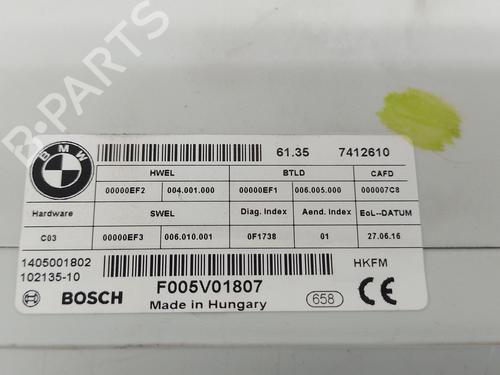 B-PARTS
BMW
61.35 7412610
HWEL BTLD CAFD
00000EF2 004.001.000 00000EF1 006.005.000 000007C8
Hardware SWEL Diag. Index Aend. Index EoL--DATUM
C03 00000EF3 006.010.001 0F1738 01 27.06.16
1405001802
102135-10
HKFM
BOSCH F005V01807
Made in Hungary 658 CE